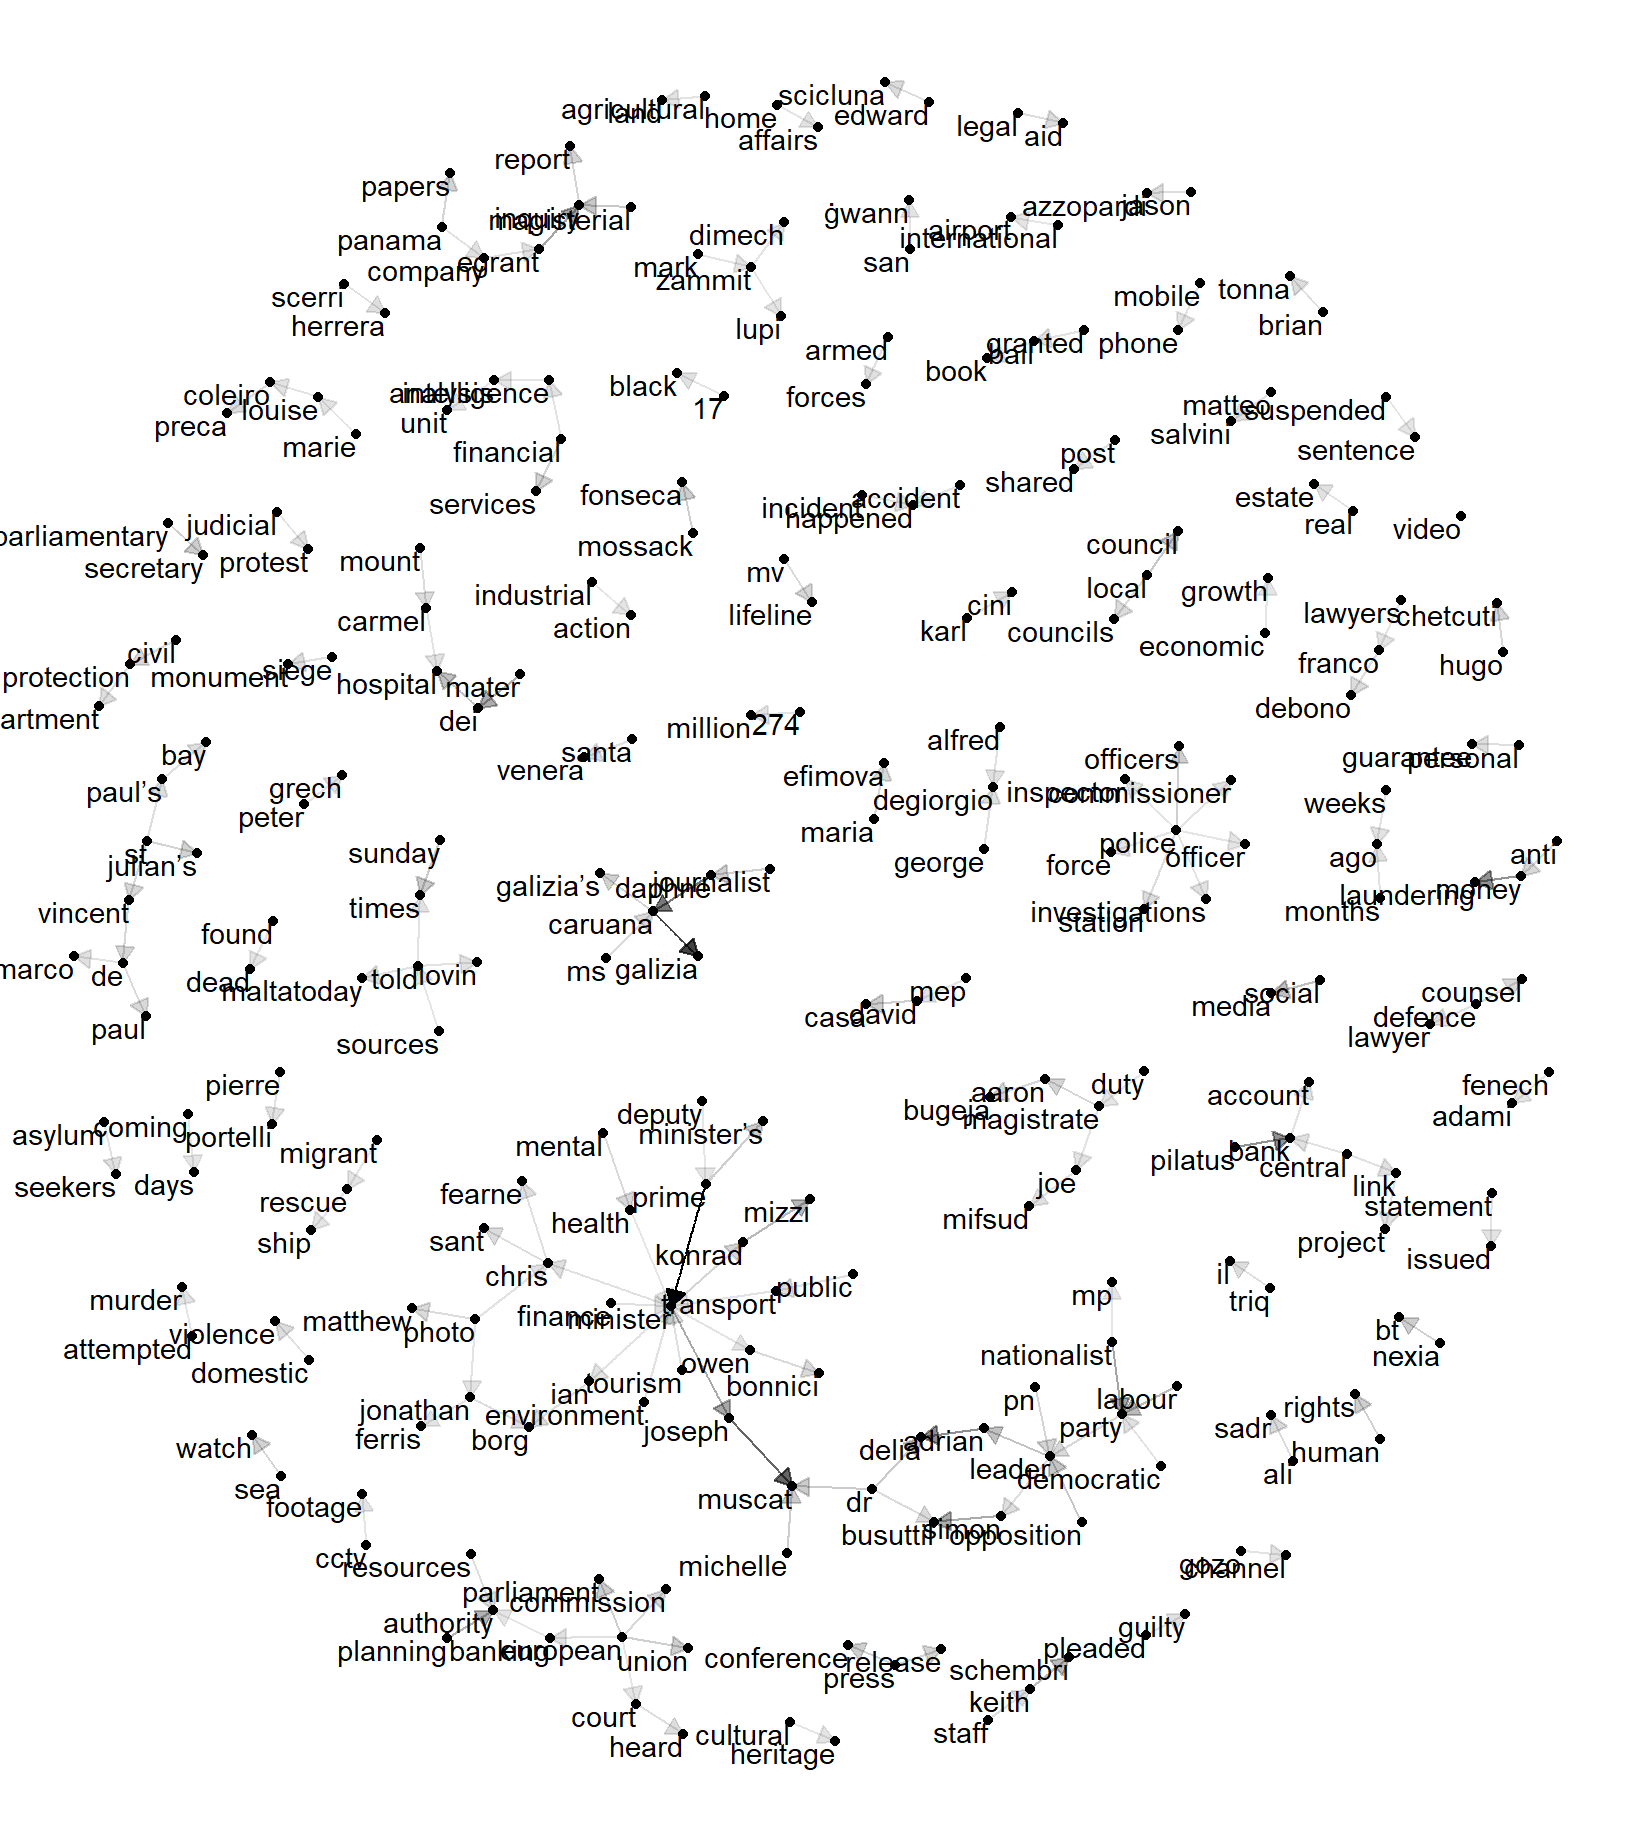 scicluna
agricultural
land
home
edward
affairs
legal
aid
report
papers
inquiry
magisterial
ġwann
azzopardi
jason
panama
dimech
airport
international
company
egrant
mark
zammit
san
scerri
herrera
lupi
mobile
tonna
brian
armed
granted
bail
book
phone
forces
black
17
coleiro
louise
preca
marie
analysis
intelligence
unit
financial
services
matteo
suspended
salvini
sentence
post
shared
fonseca
mossack
incident
accident
happened
estate
real
video
parliamentary
secretary
judicial
protest
mount
carmel
industrial
action
mv
lifeline
council
local
councils
cini
karl
growth
economic
lawyers
chetcuti
franco
hugo
debono
civil
protection
monument
siege
hospital
mater
dei
artment
million
274
alfred
officers
guarantee
personal
bay
paul's
santa
venera
efimova
degiorgio
inspector
commissioner
weeks
grech
peter
maria
george
police
force
officer
ago
anti
st
julian's
sunday
galizia's
daphne
journalist
times
caruana
investigations
station
months
laundering
money
vincent
found
dead
marco
de
maltatoday
told
lovin
ms
galizia
paul
sources
casa
david
mep
media
social
counsel
defence
lawyer
pierre
portelli
aaron
duty
bugeja
magistrate
account
fenech
adami
asylum
coming
seekers
days
migrant
rescue
ship
deputy
minister's
mental
fearne
health
prime
mizzi
joe
mifsud
pilatus
bank
central
link
statement
project
issued
sant
chris
konrad
public
murder
attempted
violence
domestic
matthew
photo
finance
minister
transport
il
triq
mp
nationalist
bt
nexia
owen
bonnici
tourism
ian
environment
jonathan
ferris
borg
joseph
pn
labour
party
rights
sadr
human
ali
watch
sea
delia
adrian
leader
democratic
muscat
dr
footage
cctv
busuttil
simon
opposition
resources
michelle
gozo
channel
parliament
commission
authority
planning
banking
european
union
conference
release
press
guilty
pleaded
schembri
keith
staff
court
heard
cultural
heritage